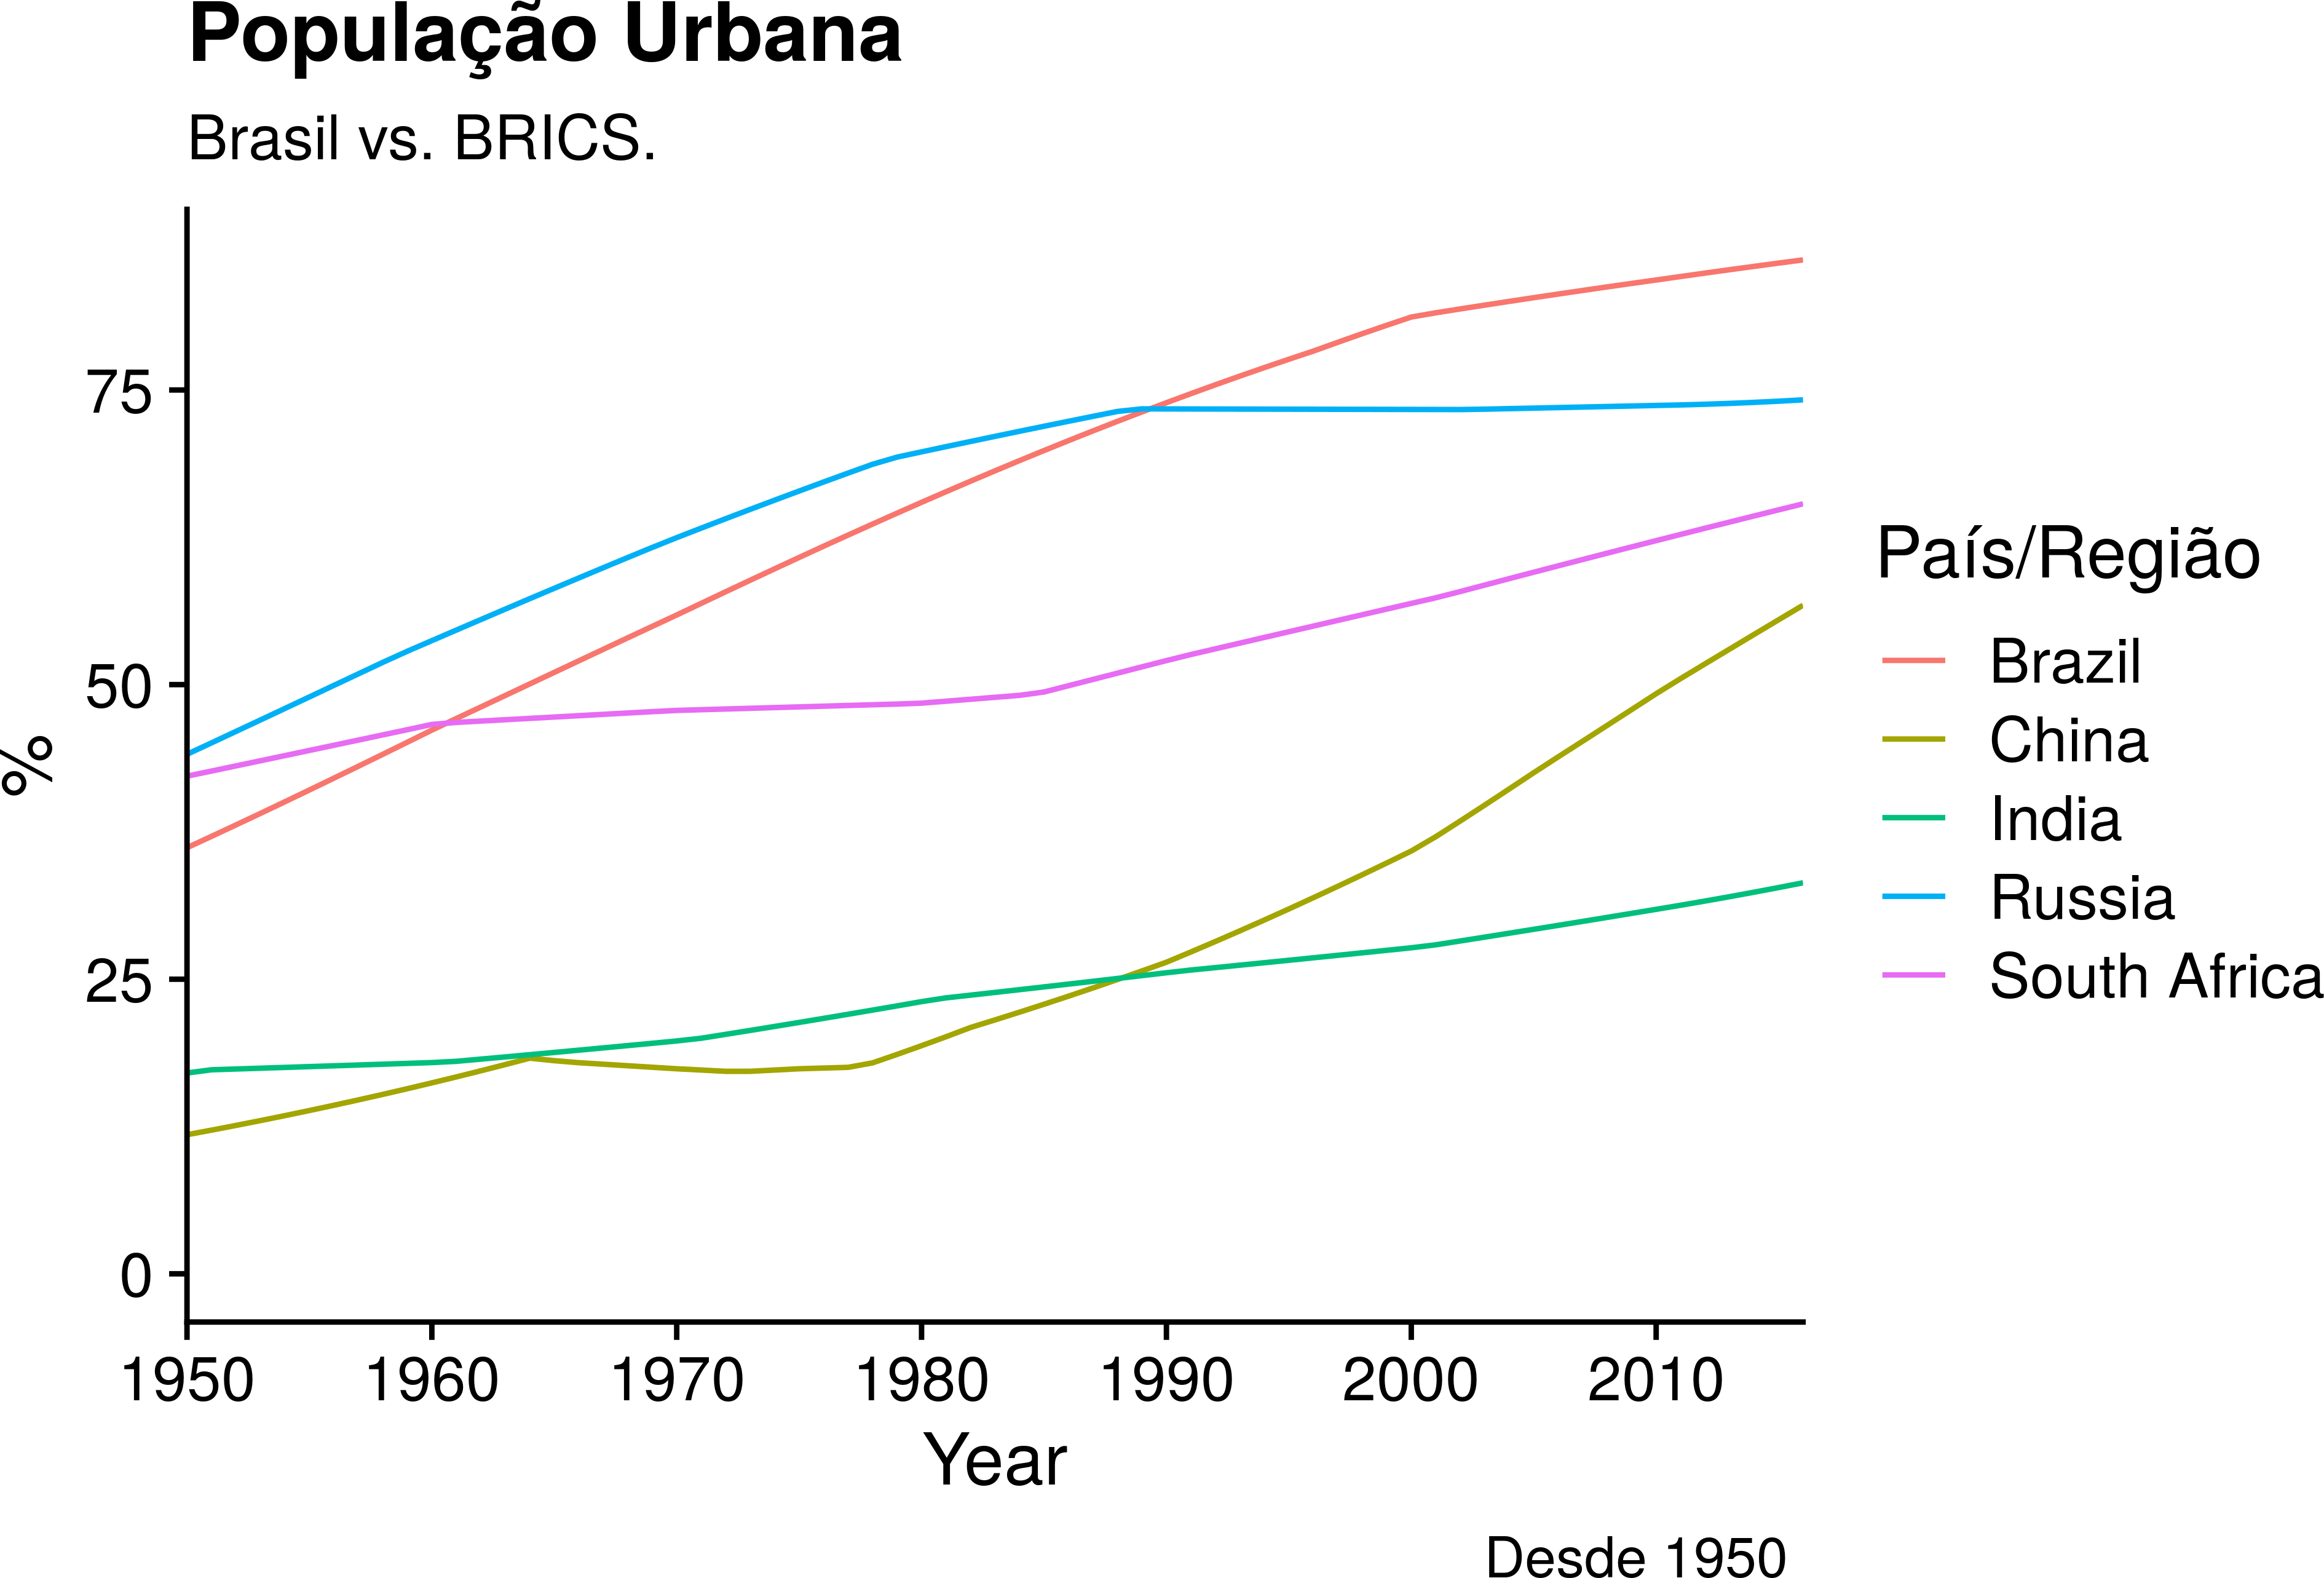 População Urbana
Brasil vs. BRICS.
75
50
25
0
%
1950 1960 1970 1980 1990 2000 2010
Year
País/Região
Brazil
China
India
Russia
South Africa
Desde 1950